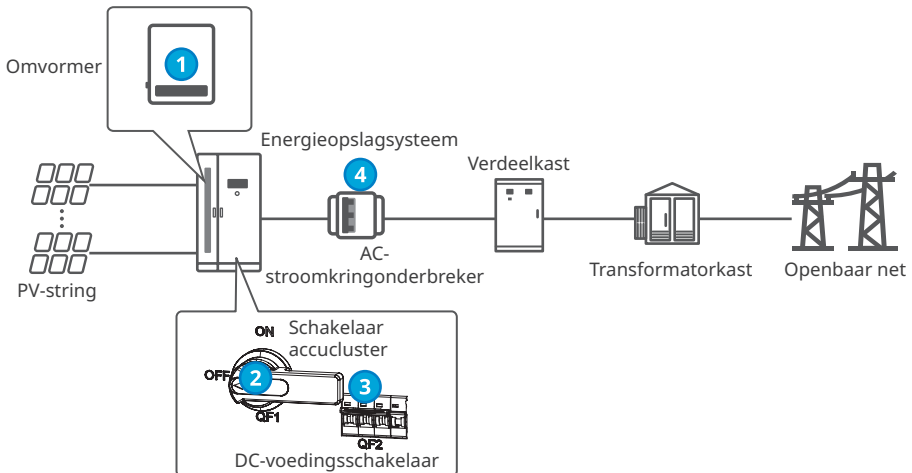 1
Omvormer
Energieopslagsysteem
4
Verdeelkast
AC-
stroomkringonderbreker
Transformatorkast
Openbaar net
PV-string
ON
Schakelaar
accucluster
OFF
2
3
QF1
QF2
DC-voedingsschakelaar